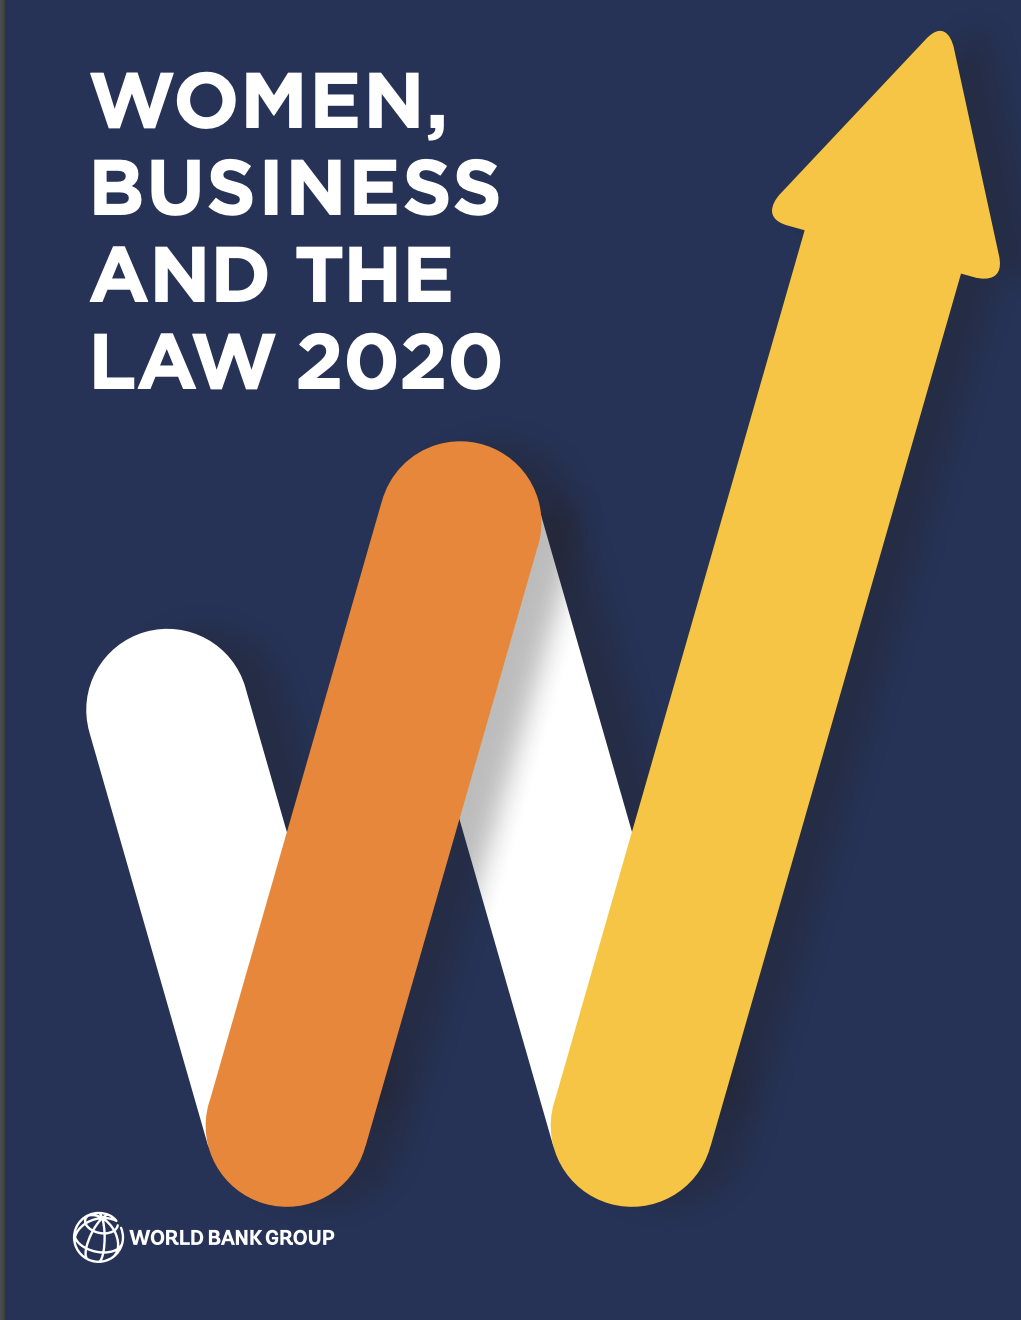 WOMEN,
BUSINESS
AND THE
LAW 2020
WORLD BANK GROUP